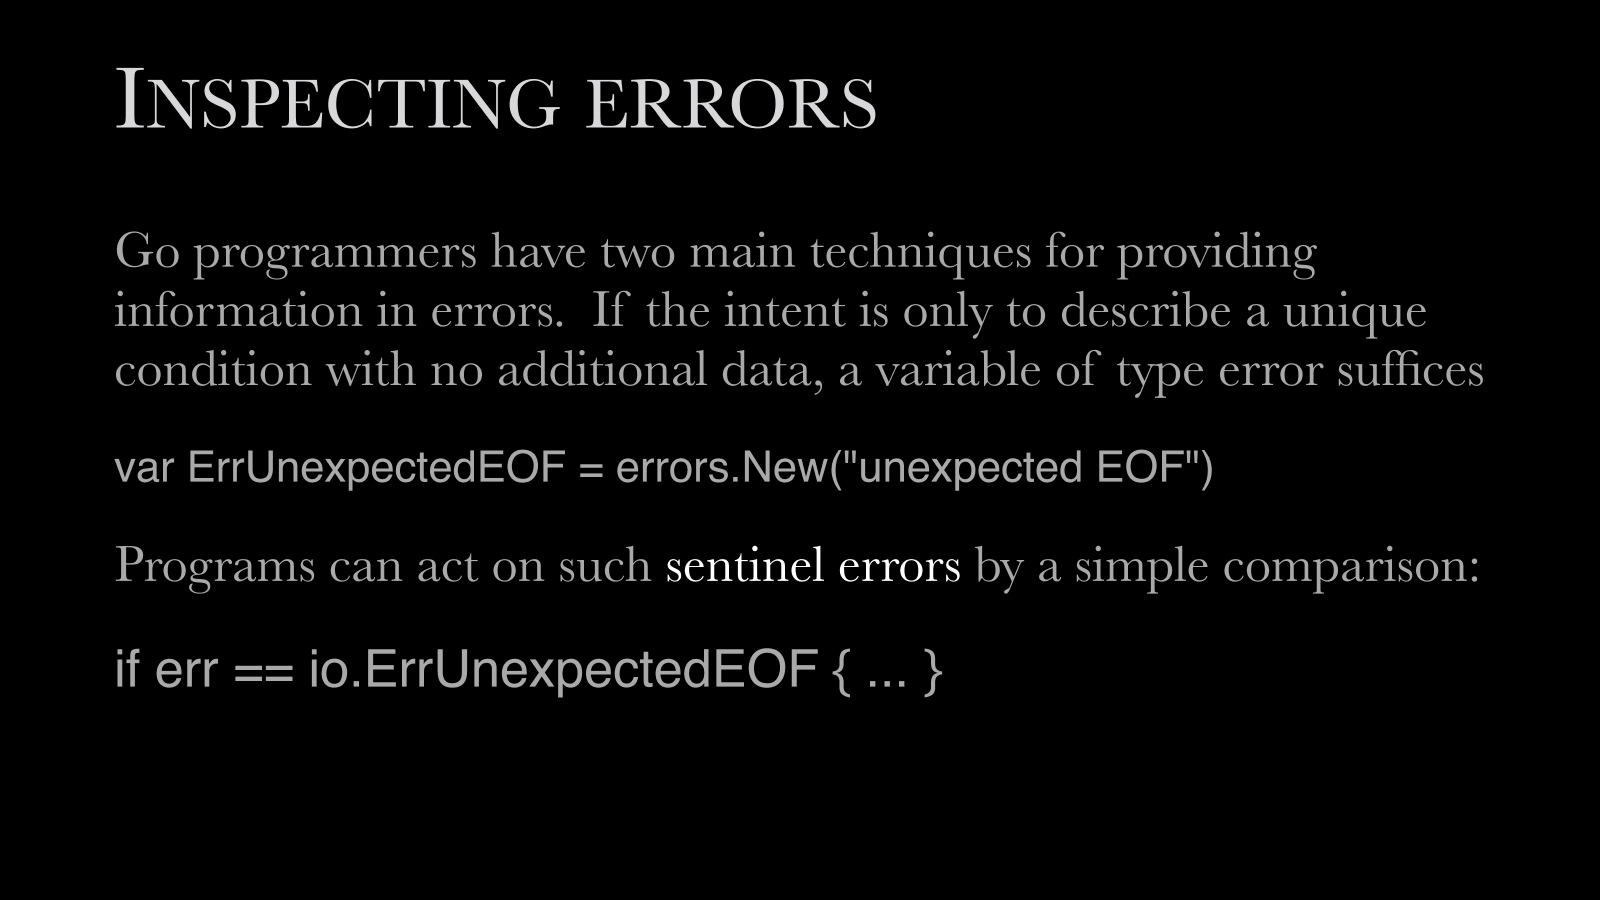 INSPECTING ERRORS
Go programmers have two main techniques for providing
information in errors. If the intent is only to describe a unique
condition with no additional data, a variable of type error suffices
var ErrUnexpectedEOF = errors.New("unexpected EOF")
Programs can act on such sentinel errors by a simple comparison:
if err == io.ErrUnexpectedEOF { ... }